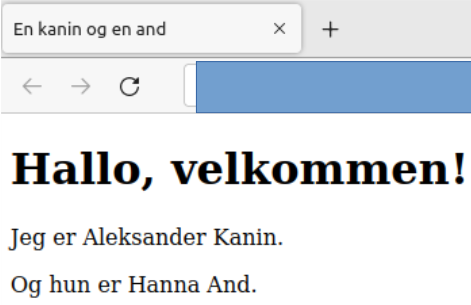 En kanin og en and
Hallo, velkommen!
Jeg er Aleksander Kanin.
Og hun er Hanna And.